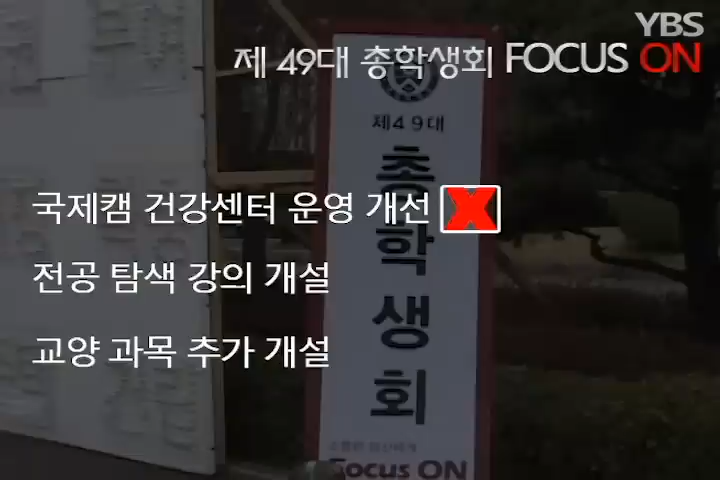 YBS
제 49대 총학생회 FOCUS ON
제49대
총학생회
국제캠 건강센터 운영 개선 X
전공 탐색 강의 개설
교양 과목 추가 개설
Focus ON